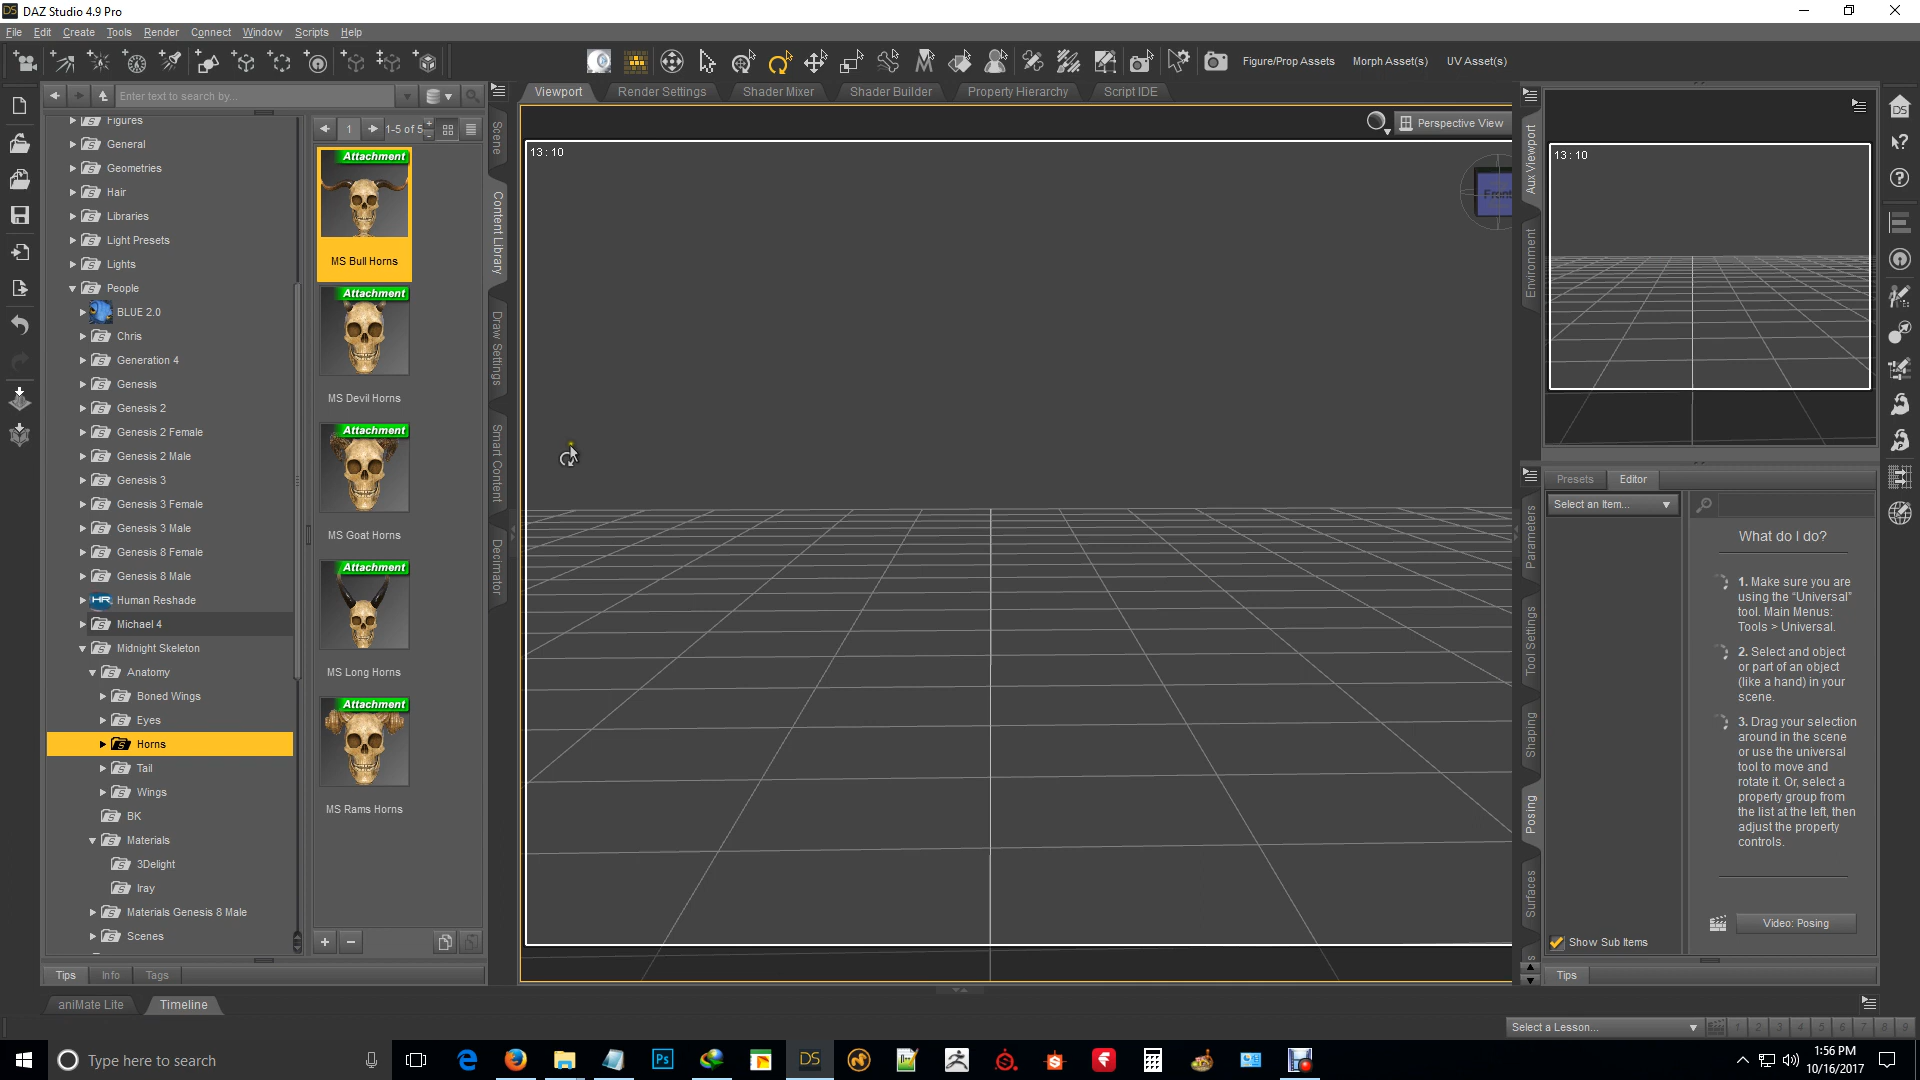 DAZ Studio 4.9 Pro
File Edit Create Tools Render Connect Window Scripts Help
Figure/Prop Assets
Morph Asset(s)
UV Asset(s)
Enter text to search by...
Viewport
Render Settings
Shader Mixer
Shader Builder
Property Hierarchy
Script IDE
Figures
General
Geometries
Hair
Libraries
Light Presets
Lights
People
BLUE 2.0
Chris
Generation 4
Genesis
Genesis 2
Genesis 2 Female
Genesis 2 Male
Genesis 3
Genesis 3 Female
Genesis 3 Male
Genesis 8 Female
Genesis 8 Male
Human Reshade
Michael 4
Midnight Skeleton
Anatomy
Boned Wings
Eyes
Horns
Tail
Wings
BK
Materials
3Delight
Iray
Materials Genesis 8 Male
Scenes
1
1-5 of 5
Attachment
MS Bull Horns
Attachment
MS Devil Horns
Attachment
MS Goat Horns
Attachment
MS Long Horns
Attachment
MS Rams Horns
Scene
Content Library
Draw Settings
Smart Content
Decimator
13 : 10
Perspective View
Front
Aux Viewport
Environment
13 : 10
Parameters
Tool Settings
Shaping
Posing
Surfaces
Presets
Editor
Select an Item...
What do I do?
1. Make sure you are
using the "Universal"
tool. Main Menus:
Tools > Universal.
2. Select and object
or part of an object
(like a hand) in your
scene.
3. Drag your selection
around in the scene
or use the universal
tool to move and
rotate it. Or, select a
property group from
the list at the left, then
adjust the property
controls.
Video: Posing
Show Sub Items
Tips
Tips
Info
Tags
aniMate Lite
Timeline
Select a Lesson...
1 2 3 4 5 6 7 8 9
Type here to search
1:56 PM
10/16/2017